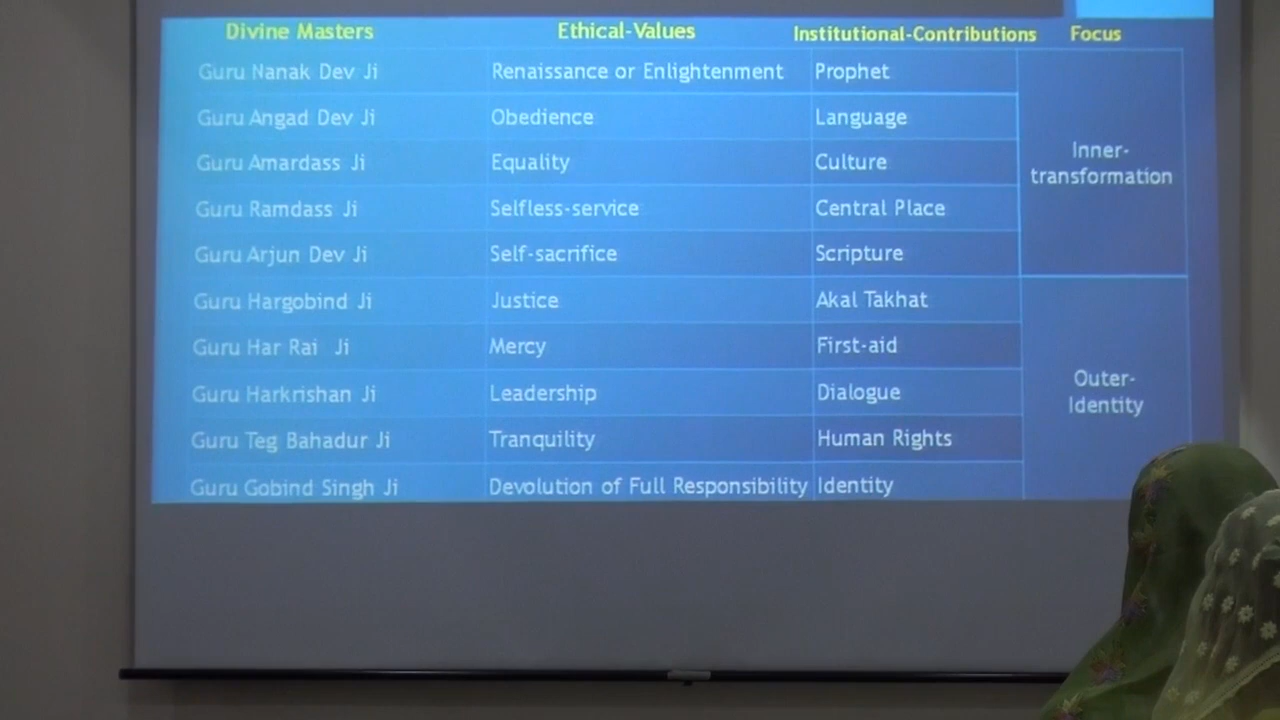 Divine Masters Ethical-Values Institutional-Contributions Focus
Guru Nanak Dev Ji Renaissance or Enlightenment Prophet
Guru Angad Dev Ji Obedience Language
Guru Amardass Ji Equality Culture
Inner-
transformation
Guru Ramdass Ji Selfless-service Central Place
Guru Arjun Dev Ji Self-sacrifice Scripture
Guru Hargobind Ji Justice Akal Takhat
Guru Har Rai Ji Mercy First-aid
Guru Harkrishan Ji Leadership Dialogue
Outer-
Identity
Guru Teg Bahadur Ji Tranquility Human Rights
Guru Gobind Singh Ji Devolution of Full Responsibility Identity